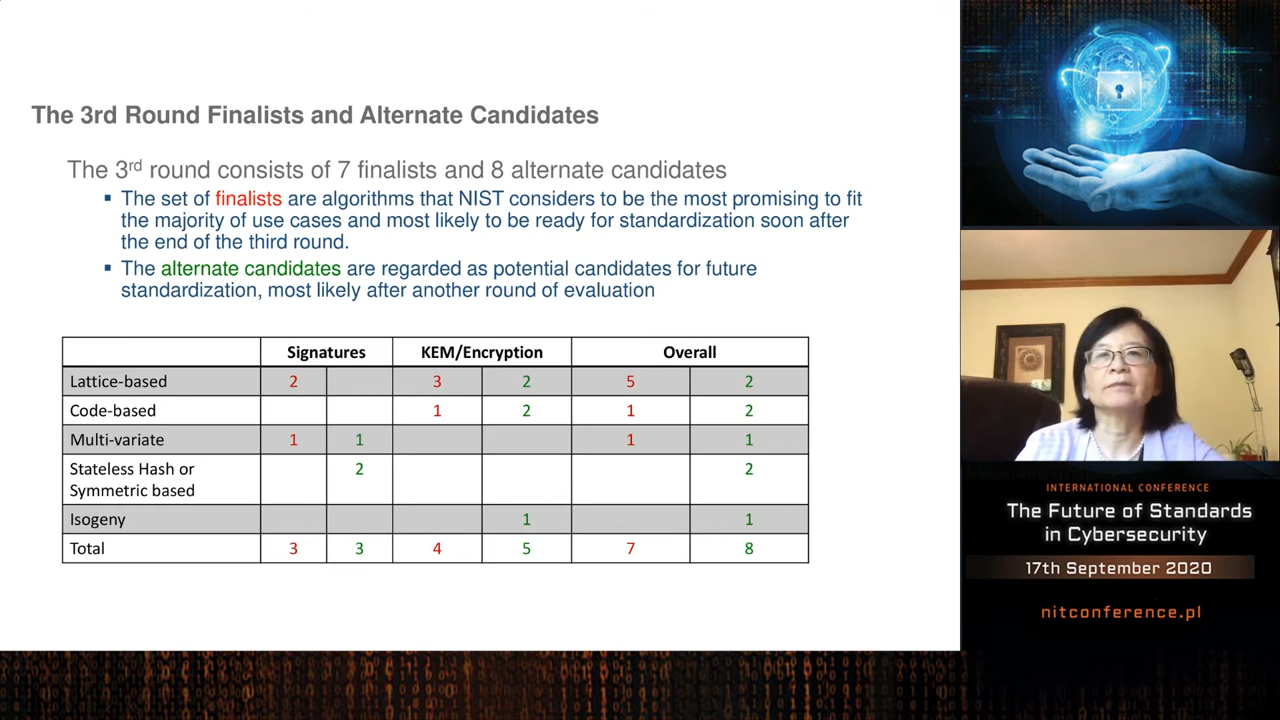 The 3rd Round Finalists and Alternate Candidates
The 3rd round consists of 7 finalists and 8 alternate candidates
▪ The set of finalists are algorithms that NIST considers to be the most promising to fit
the majority of use cases and most likely to be ready for standardization soon after
the end of the third round.
▪ The alternate candidates are regarded as potential candidates for future
standardization, most likely after another round of evaluation
Signatures KEM/Encryption Overall
Lattice-based 2 3 2 5 2
Code-based 1 2 1 2
Multi-variate 1 1 1 1
Stateless Hash or 2 2
Symmetric based
Isogeny 1 1
Total 3 3 4 5 7 8
INTERNATIONAL CONFERENCE
The Future of Standards
in Cybersecurity
17th September 2020
nitconference.pl